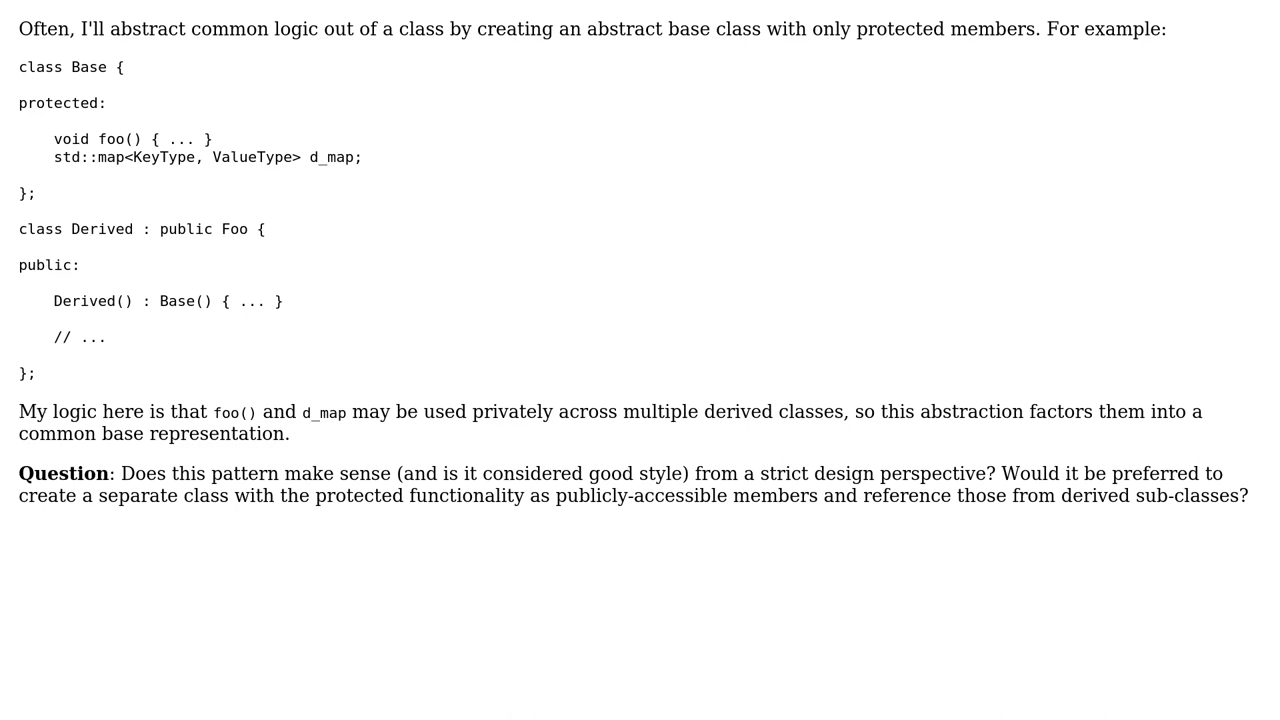 Often, I'll abstract common logic out of a class by creating an abstract base class with only protected members. For example:
class Base {
protected:
    void foo() { ... }
    std::map<KeyType, ValueType> d_map;
};
class Derived : public Foo {
public:
    Derived() : Base() { ... }
    // ...
};
My logic here is that foo() and d_map may be used privately across multiple derived classes, so this abstraction factors them into a
common base representation.
Question: Does this pattern make sense (and is it considered good style) from a strict design perspective? Would it be preferred to
create a separate class with the protected functionality as publicly-accessible members and reference those from derived sub-classes?